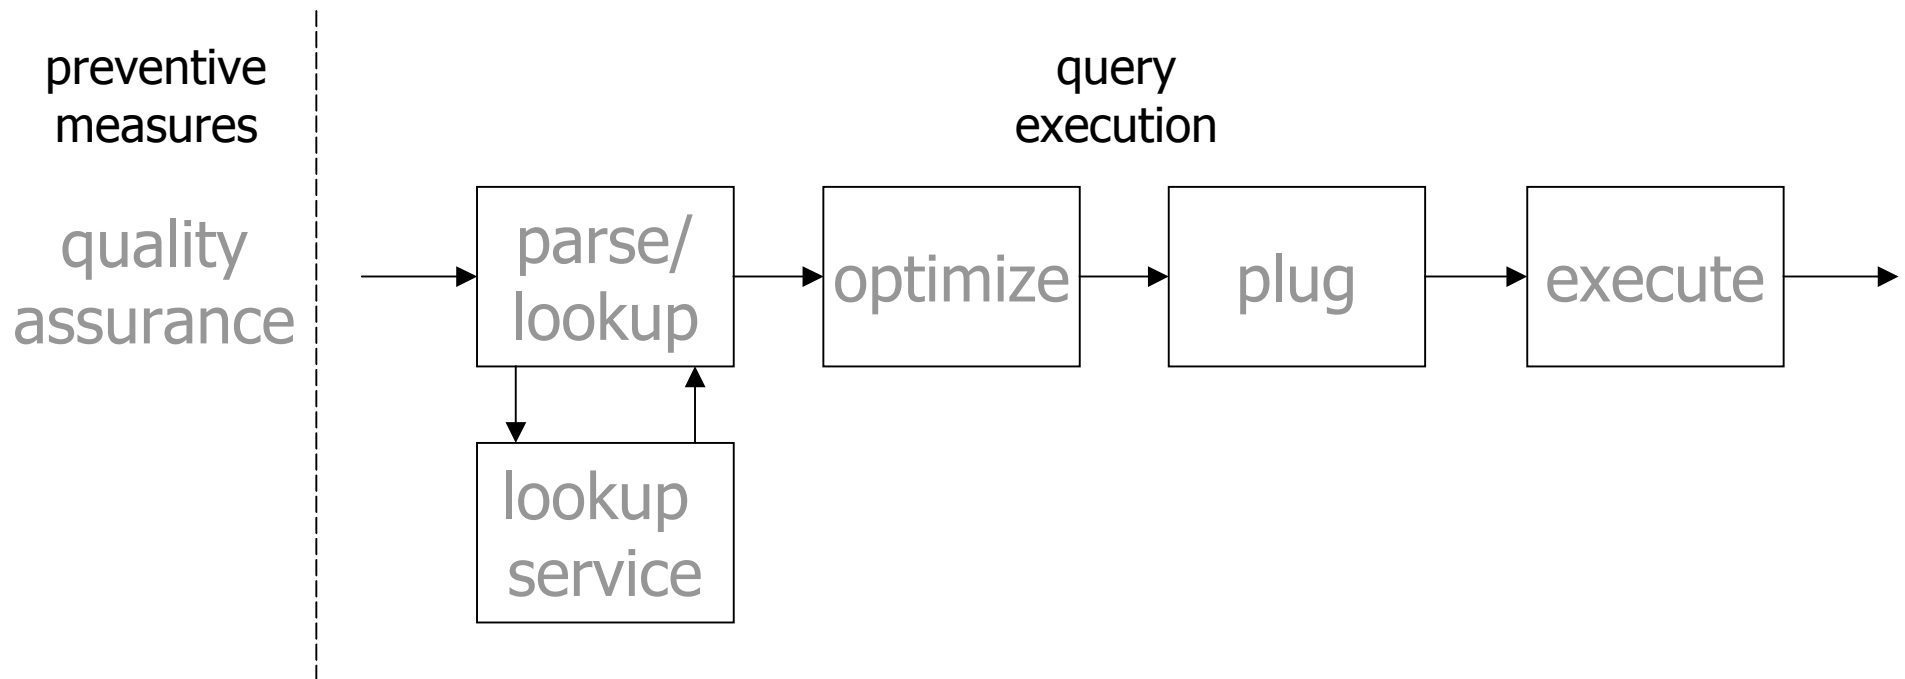 preventive
measures
query
execution
quality
assurance
parse/
lookup
optimize
plug
execute
lookup
service